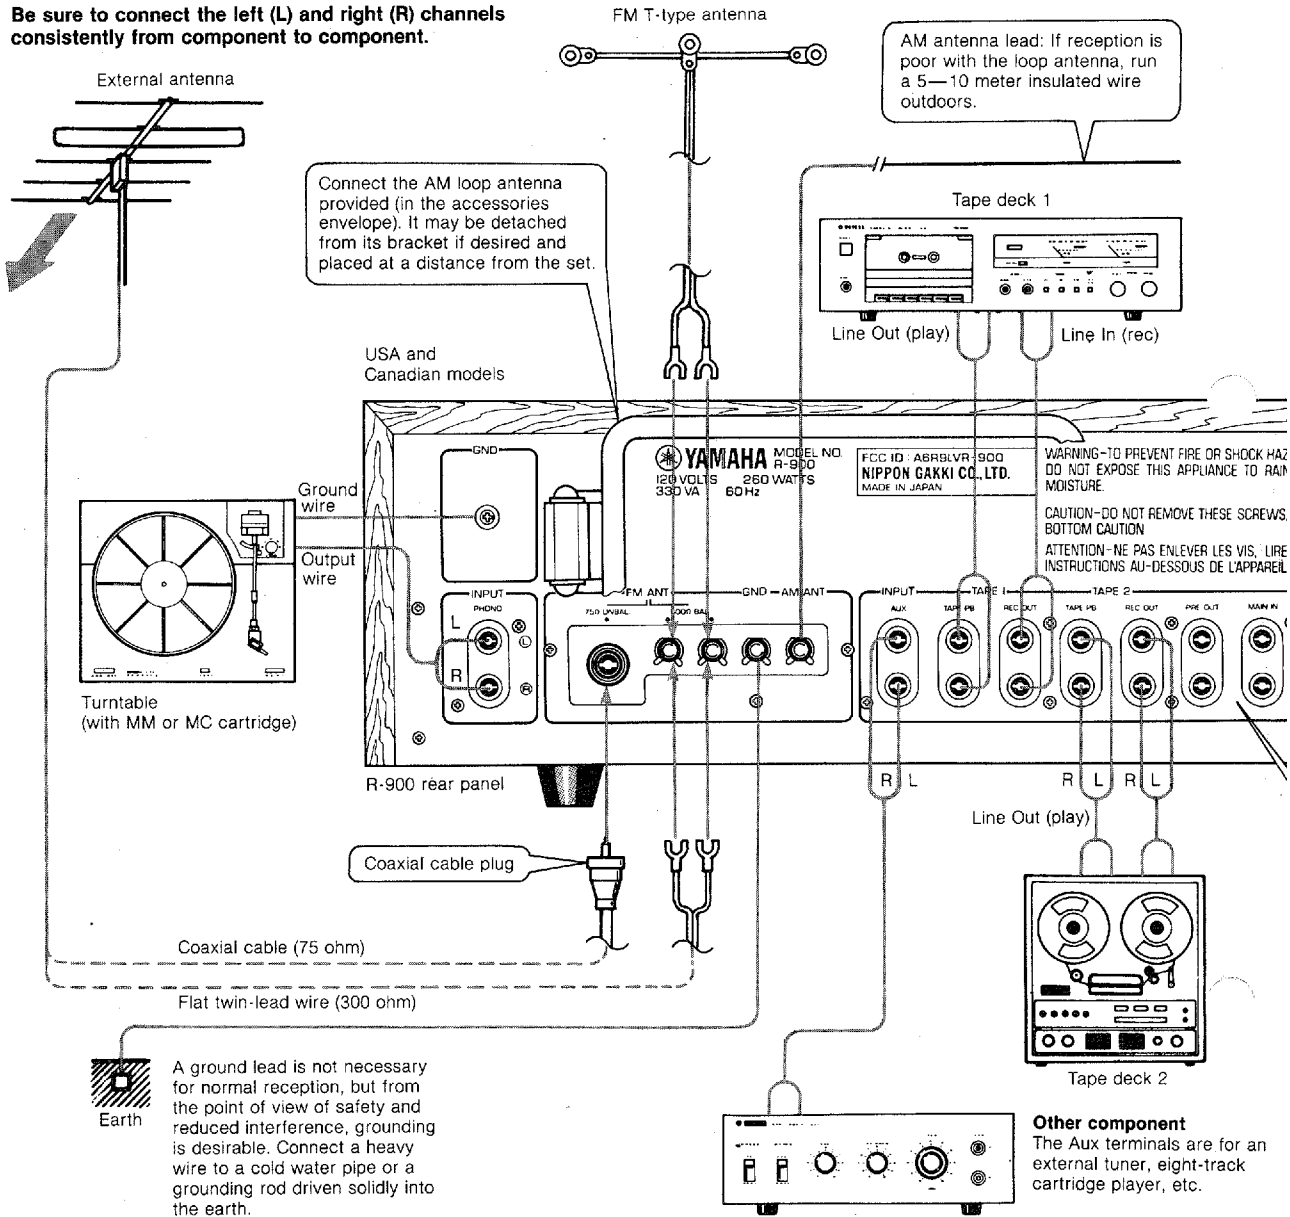 Be sure to connect the left (L) and right (R) channels
consistently from component to component.
FM T-type antenna
AM antenna lead: If reception is
poor with the loop antenna, run
a 5—10 meter insulated wire
outdoors.
External antenna
Connect the AM loop antenna
provided (in the accessories
envelope). It may be detached
from its bracket if desired and
placed at a distance from the set.
Tape deck 1
Line Out (play)
Line In (rec)
USA and
Canadian models
GND
YAMAHA
MODEL NO.
R-900
120 VOLTS 260 WATTS
330 VA 60 Hz
FCC ID : A6R9LVR-900
NIPPON GAKKI CO., LTD.
MADE IN JAPAN
WARNING-TO PREVENT FIRE OR SHOCK HAZ
DO NOT EXPOSE THIS APPLIANCE TO RAIN
MOISTURE.
CAUTION-DO NOT REMOVE THESE SCREWS,
BOTTOM CAUTION
ATTENTION-NE PAS ENLEVER LES VIS, LIRE
INSTRUCTIONS AU-DESSOUS DE L'APPAREIL
Ground
wire
Output
wire
INPUT
PHONO
L
R
L
R
FM ANT
75Ω UNBAL
300Ω BAL
GND
AM ANT
INPUT
AUX
TAPE 1
TAPE PB
REC OUT
TAPE 2
TAPE PB
REC OUT
PRE OUT
MAIN IN
Turntable
(with MM or MC cartridge)
R-900 rear panel
R L
R L R L
Line Out (play)
Coaxial cable plug
Coaxial cable (75 ohm)
Flat twin-lead wire (300 ohm)
Tape deck 2
Earth
A ground lead is not necessary
for normal reception, but from
the point of view of safety and
reduced interference, grounding
is desirable. Connect a heavy
wire to a cold water pipe or a
grounding rod driven solidly into
the earth.
Other component
The Aux terminals are for an
external tuner, eight-track
cartridge player, etc.